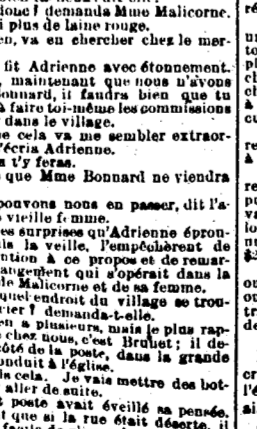 donc ! demanda Mme Malicorne.
i plus de laine rouge.
en, va en chercher chez le mer-
fit Adrienne avec étonnement.
, maintenant que nous n'avons
Bonnard, il faudra bien que tu
à faire toi-même les commissions
dans le village.
e cela va me sembler extraor-
'écria Adrienne.
s t'y feras.
que Mme Bonnard ne viendra
pouvons nous en passer, dit l'a-
vieille femme.
es surprises qu'Adrienne éprou-
la veille, l'empêchèrent de
ntion à ce propos et de remar-
angement qui s'opérait dans la
de Malicorne et de sa femme.
quel endroit du village se trou-
rier ? demanda-t-elle.
en a plusieurs, mais le plus rap-
chez nous, c'est Bruhet ; il de-
côté de la poste, dans la grande
onduit à l'église.
la cela. Je vais mettre des bot-
aller de suite.
poste avait éveillé sa pensée.
t que si la rue était déserte, il